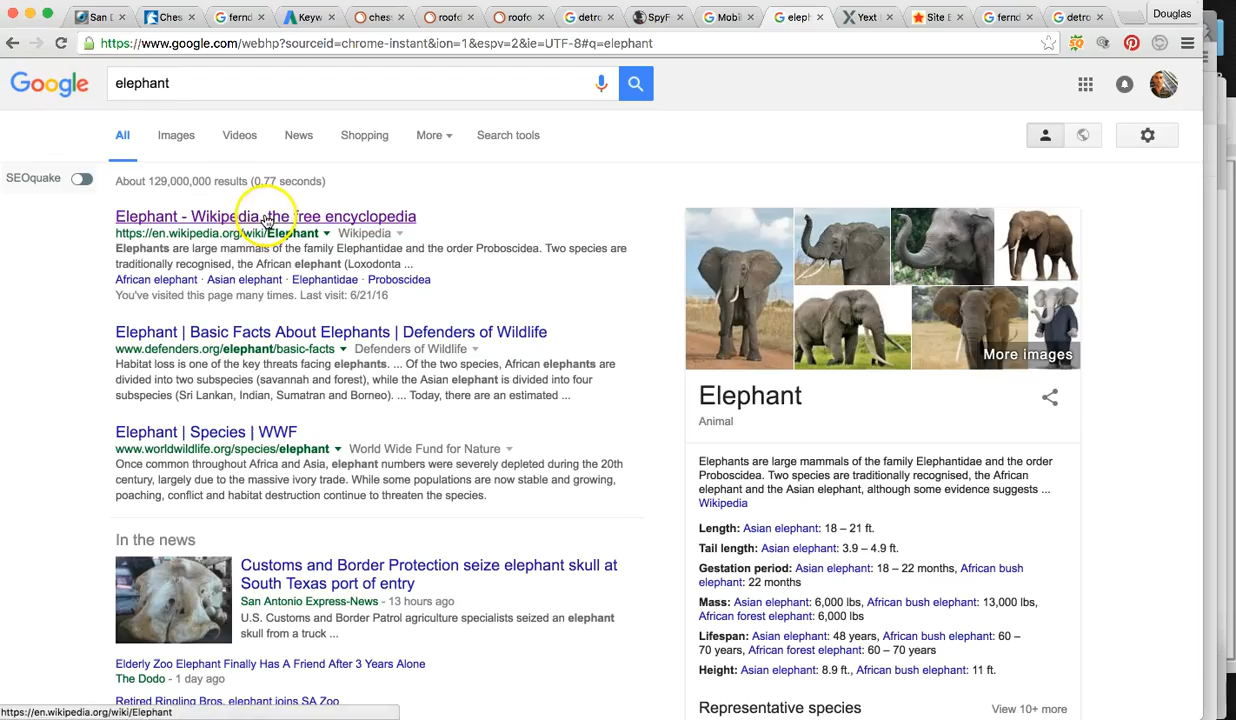 San D
Ches
fernd
Keyw
ches
roofo
roofo
detro
SpyF
Mobil
eleph
Yext
Site E
fernd
detro
Douglas
https://www.google.com/webhp?sourceid=chrome-instant&ion=1&espv=2&ie=UTF-8#q=elephant
Google
elephant
All Images Videos News Shopping More Search tools
SEOquake
About 129,000,000 results (0.77 seconds)
Elephant - Wikipedia, the free encyclopedia
https://en.wikipedia.org/wiki/Elephant Wikipedia
Elephants are large mammals of the family Elephantidae and the order Proboscidea. Two species are
traditionally recognised, the African elephant (Loxodonta ...
African elephant · Asian elephant · Elephantidae · Proboscidea
You've visited this page many times. Last visit: 6/21/16
Elephant | Basic Facts About Elephants | Defenders of Wildlife
www.defenders.org/elephant/basic-facts Defenders of Wildlife
Habitat loss is one of the key threats facing elephants. ... Of the two species, African elephants are
divided into two subspecies (savannah and forest), while the Asian elephant is divided into four
subspecies (Sri Lankan, Indian, Sumatran and Borneo). ... Today, there are an estimated ...
Elephant | Species | WWF
www.worldwildlife.org/species/elephant World Wide Fund for Nature
Once common throughout Africa and Asia, elephant numbers were severely depleted during the 20th
century, largely due to the massive ivory trade. While some populations are now stable and growing,
poaching, conflict and habitat destruction continue to threaten the species.
In the news
Customs and Border Protection seize elephant skull at
South Texas port of entry
San Antonio Express-News - 13 hours ago
U.S. Customs and Border Patrol agriculture specialists seized an elephant
skull from a truck ...
Elderly Zoo Elephant Finally Has A Friend After 3 Years Alone
The Dodo - 1 day ago
Retired Ringling Bros. elephant joins SA Zoo
https://en.wikipedia.org/wiki/Elephant
More images
Elephant
Animal
Elephants are large mammals of the family Elephantidae and the order
Proboscidea. Two species are traditionally recognised, the African
elephant and the Asian elephant, although some evidence suggests ...
Wikipedia
Length: Asian elephant: 18 – 21 ft.
Tail length: Asian elephant: 3.9 – 4.9 ft.
Gestation period: Asian elephant: 18 – 22 months, African bush
elephant: 22 months
Mass: Asian elephant: 6,000 lbs, African bush elephant: 13,000 lbs,
African forest elephant: 6,000 lbs
Lifespan: Asian elephant: 48 years, African bush elephant: 60 –
70 years, African forest elephant: 60 – 70 years
Height: Asian elephant: 8.9 ft., African bush elephant: 11 ft.
Representative species View 10+ more